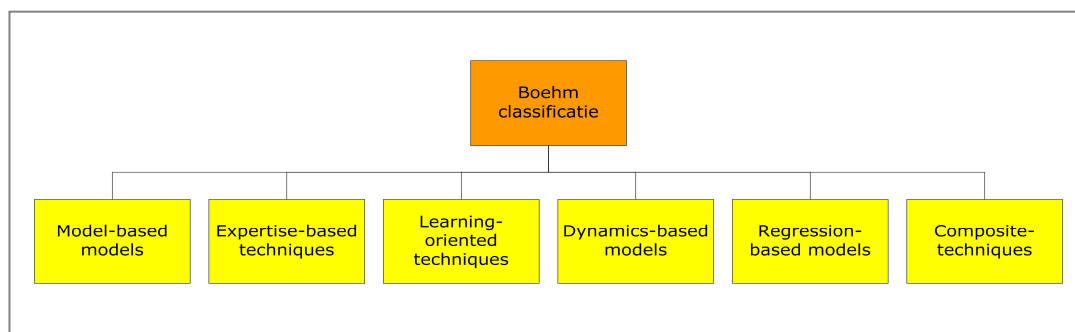 Boehm
classificatie
Model-based
models
Expertise-based
techniques
Learning-
oriented
techniques
Dynamics-based
models
Regression-
based models
Composite-
techniques